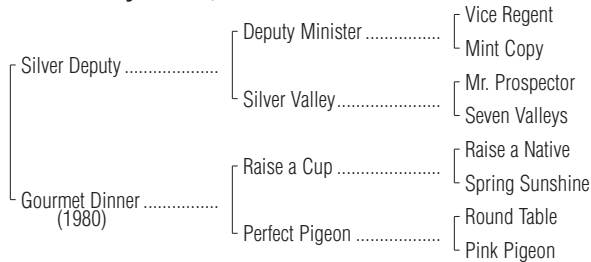 Vice Regent
Deputy Minister ................
Mint Copy
Silver Deputy ....................
Mr. Prospector
Silver Valley......................
Seven Valleys
Raise a Native
Raise a Cup .......................
Spring Sunshine
Gourmet Dinner ................
(1980)
Round Table
Perfect Pigeon ..................
Pink Pigeon